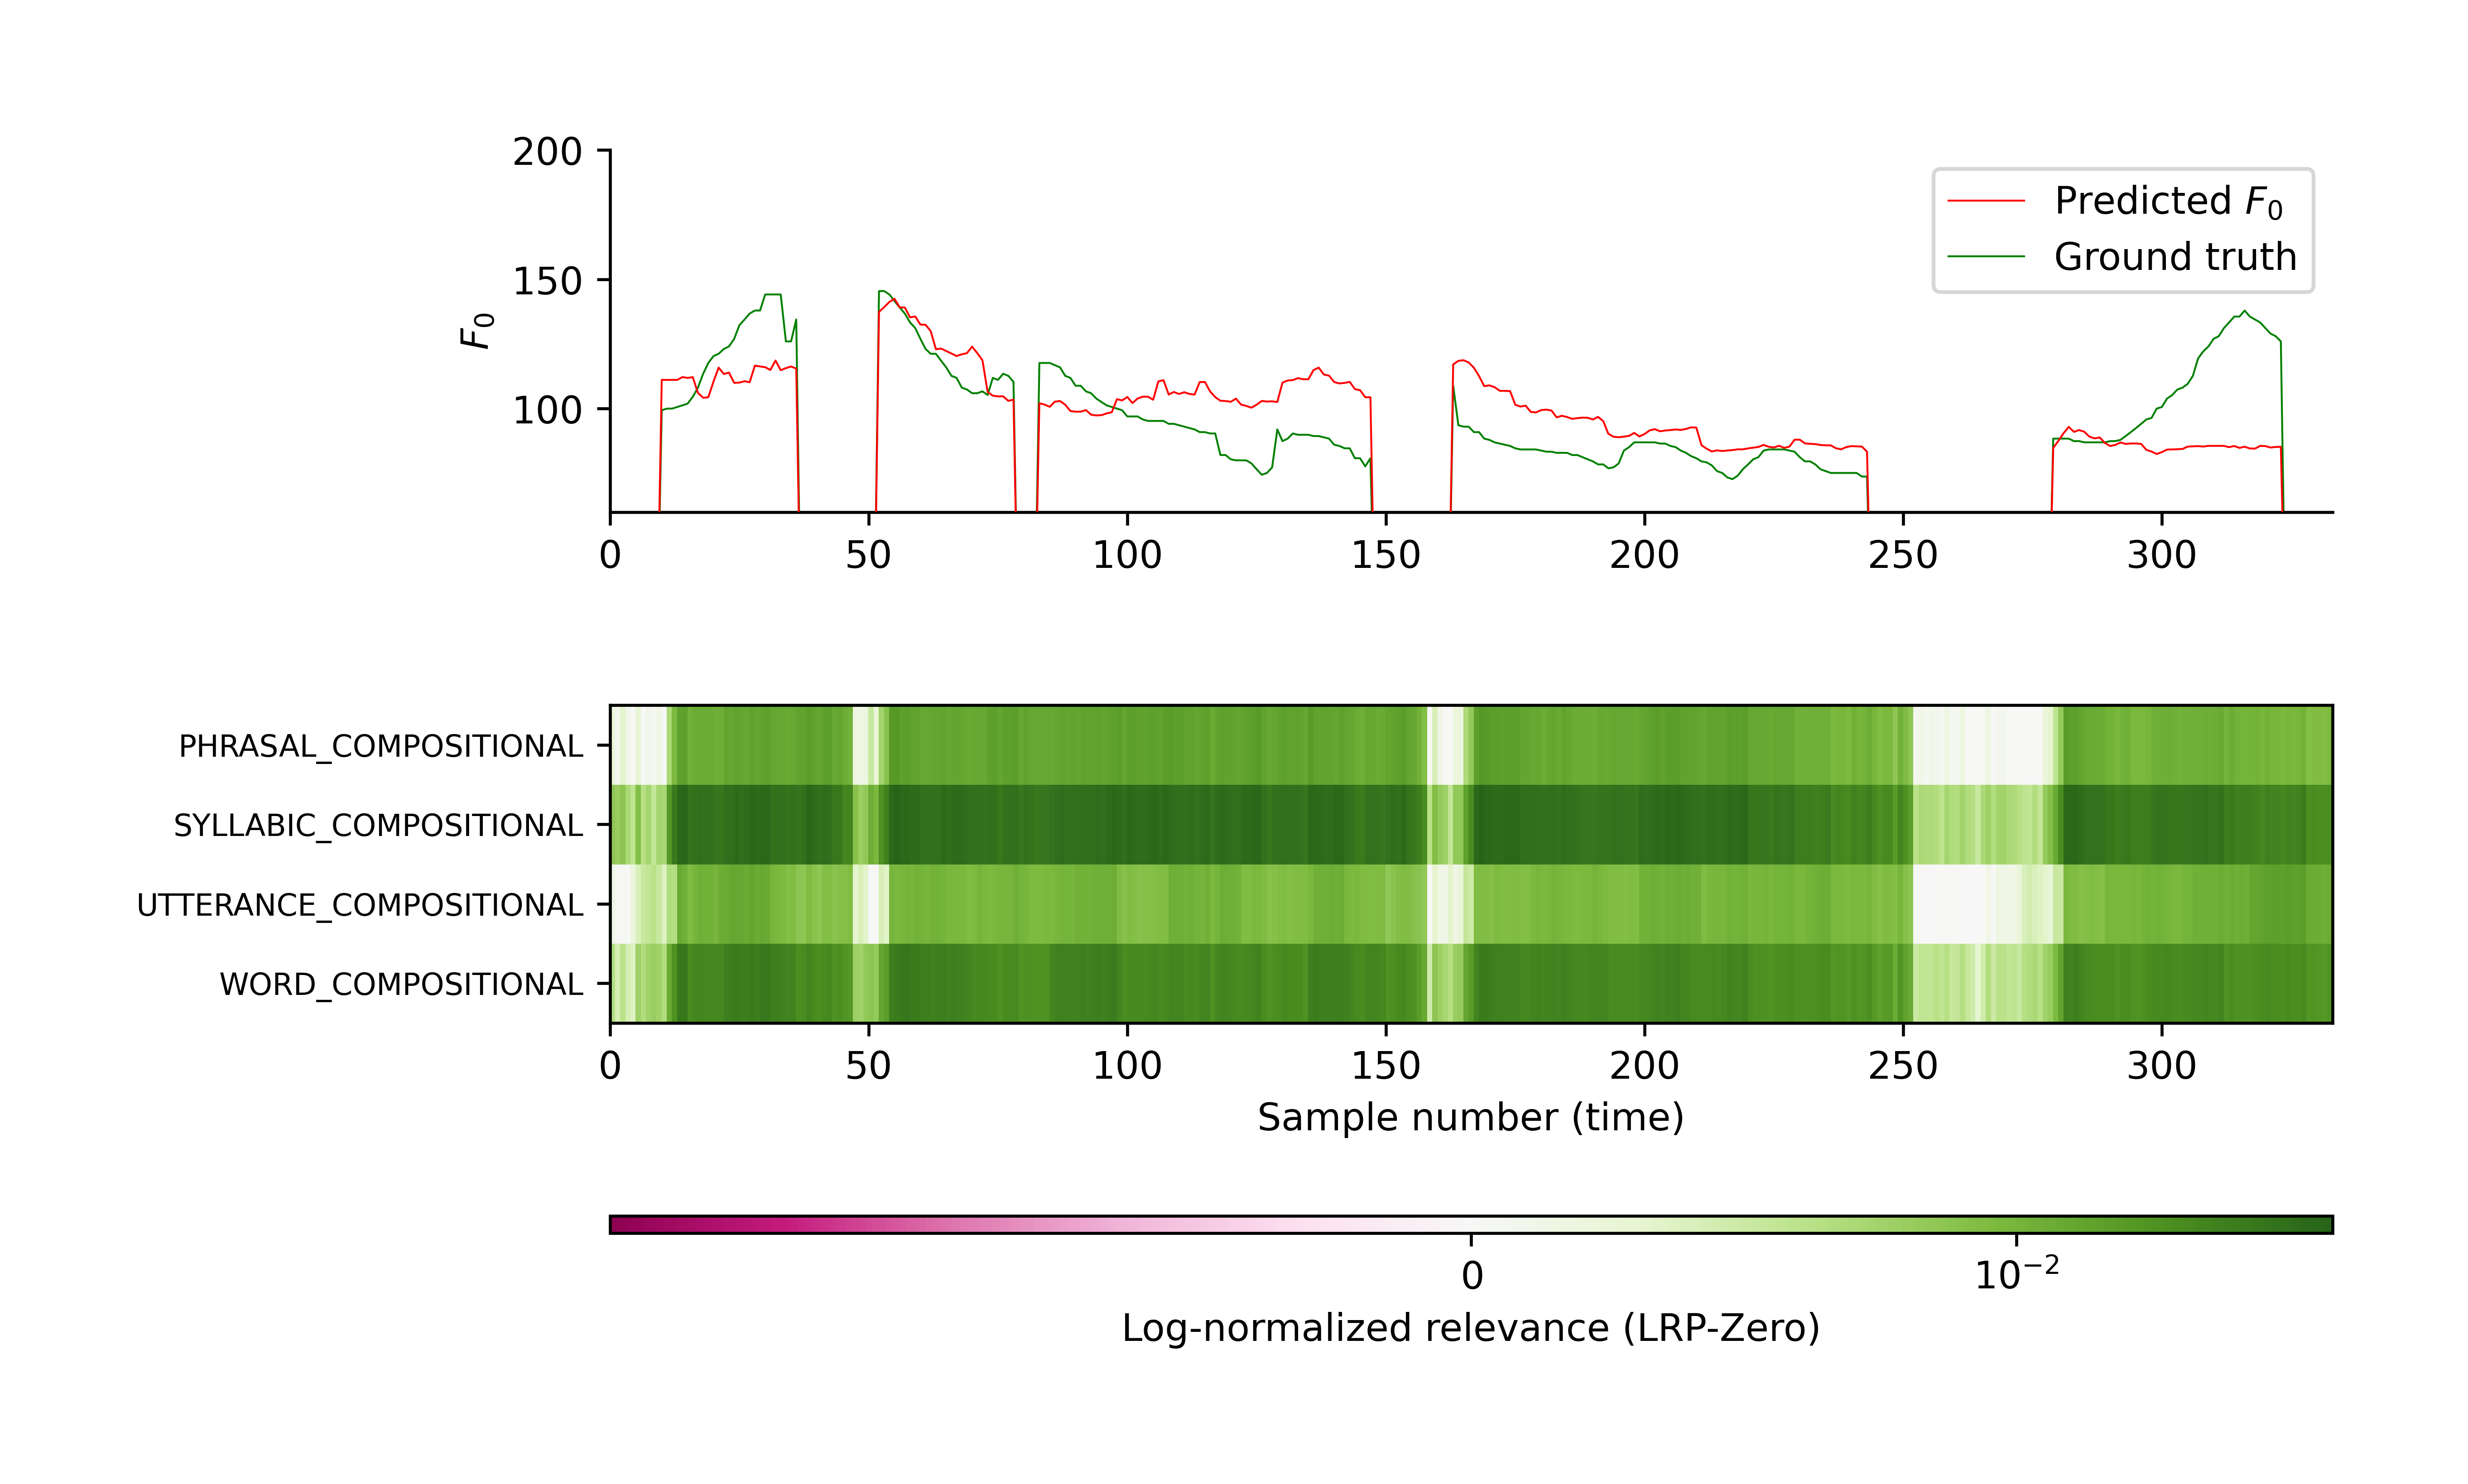 200
150
100
F₀
Predicted F₀
Ground truth
0 50 100 150 200 250 300
PHRASAL_COMPOSITIONAL
SYLLABIC_COMPOSITIONAL
UTTERANCE_COMPOSITIONAL
WORD_COMPOSITIONAL
0 50 100 150 200 250 300
Sample number (time)
0 10⁻²
Log-normalized relevance (LRP-Zero)